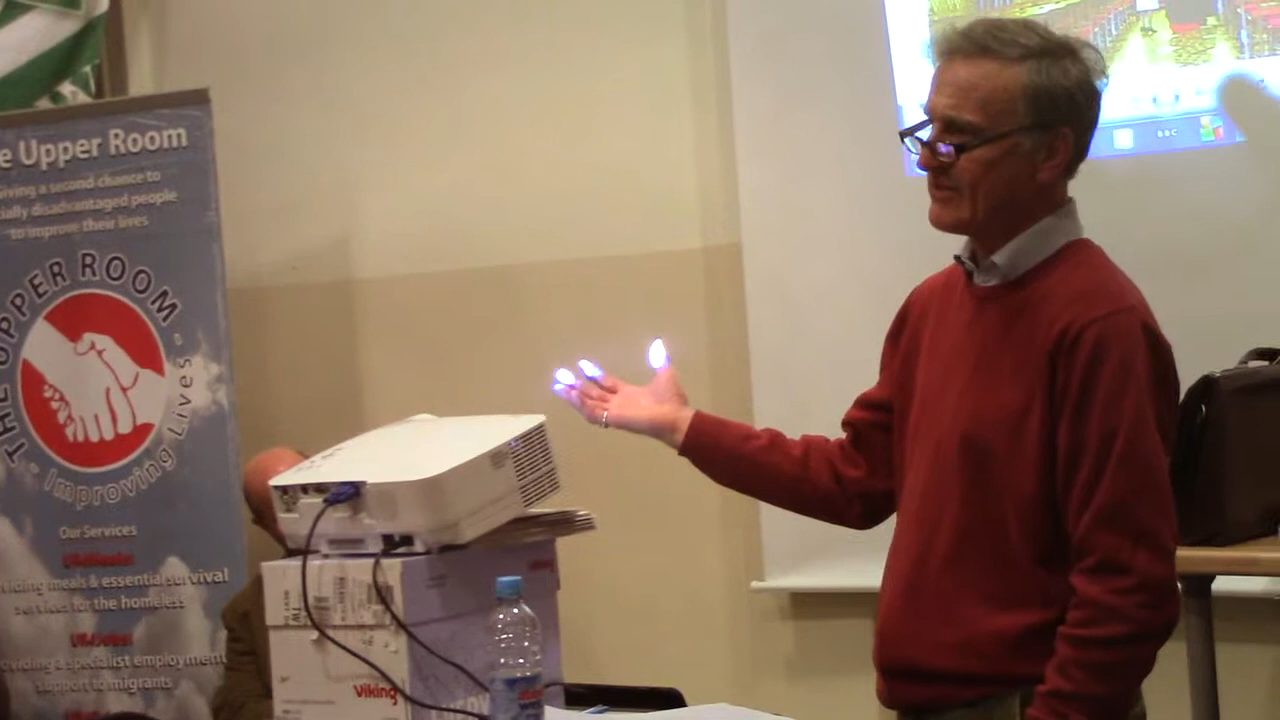 e Upper Room
Giving a second chance to
ially disadvantaged people
to improve their lives
THE UPPER ROOM
- Improving Lives -
Our Services
viding meals & essential survival
services for the homeless
oviding a specialist employment
support to migrants
Viking